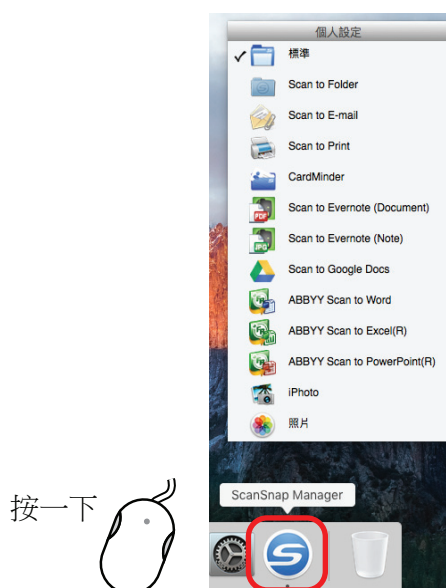 個人設定
標準
Scan to Folder
Scan to E-mail
Scan to Print
CardMinder
Scan to Evernote (Document)
Scan to Evernote (Note)
Scan to Google Docs
ABBYY Scan to Word
ABBYY Scan to Excel(R)
ABBYY Scan to PowerPoint(R)
iPhoto
照片
ScanSnap Manager
按一下